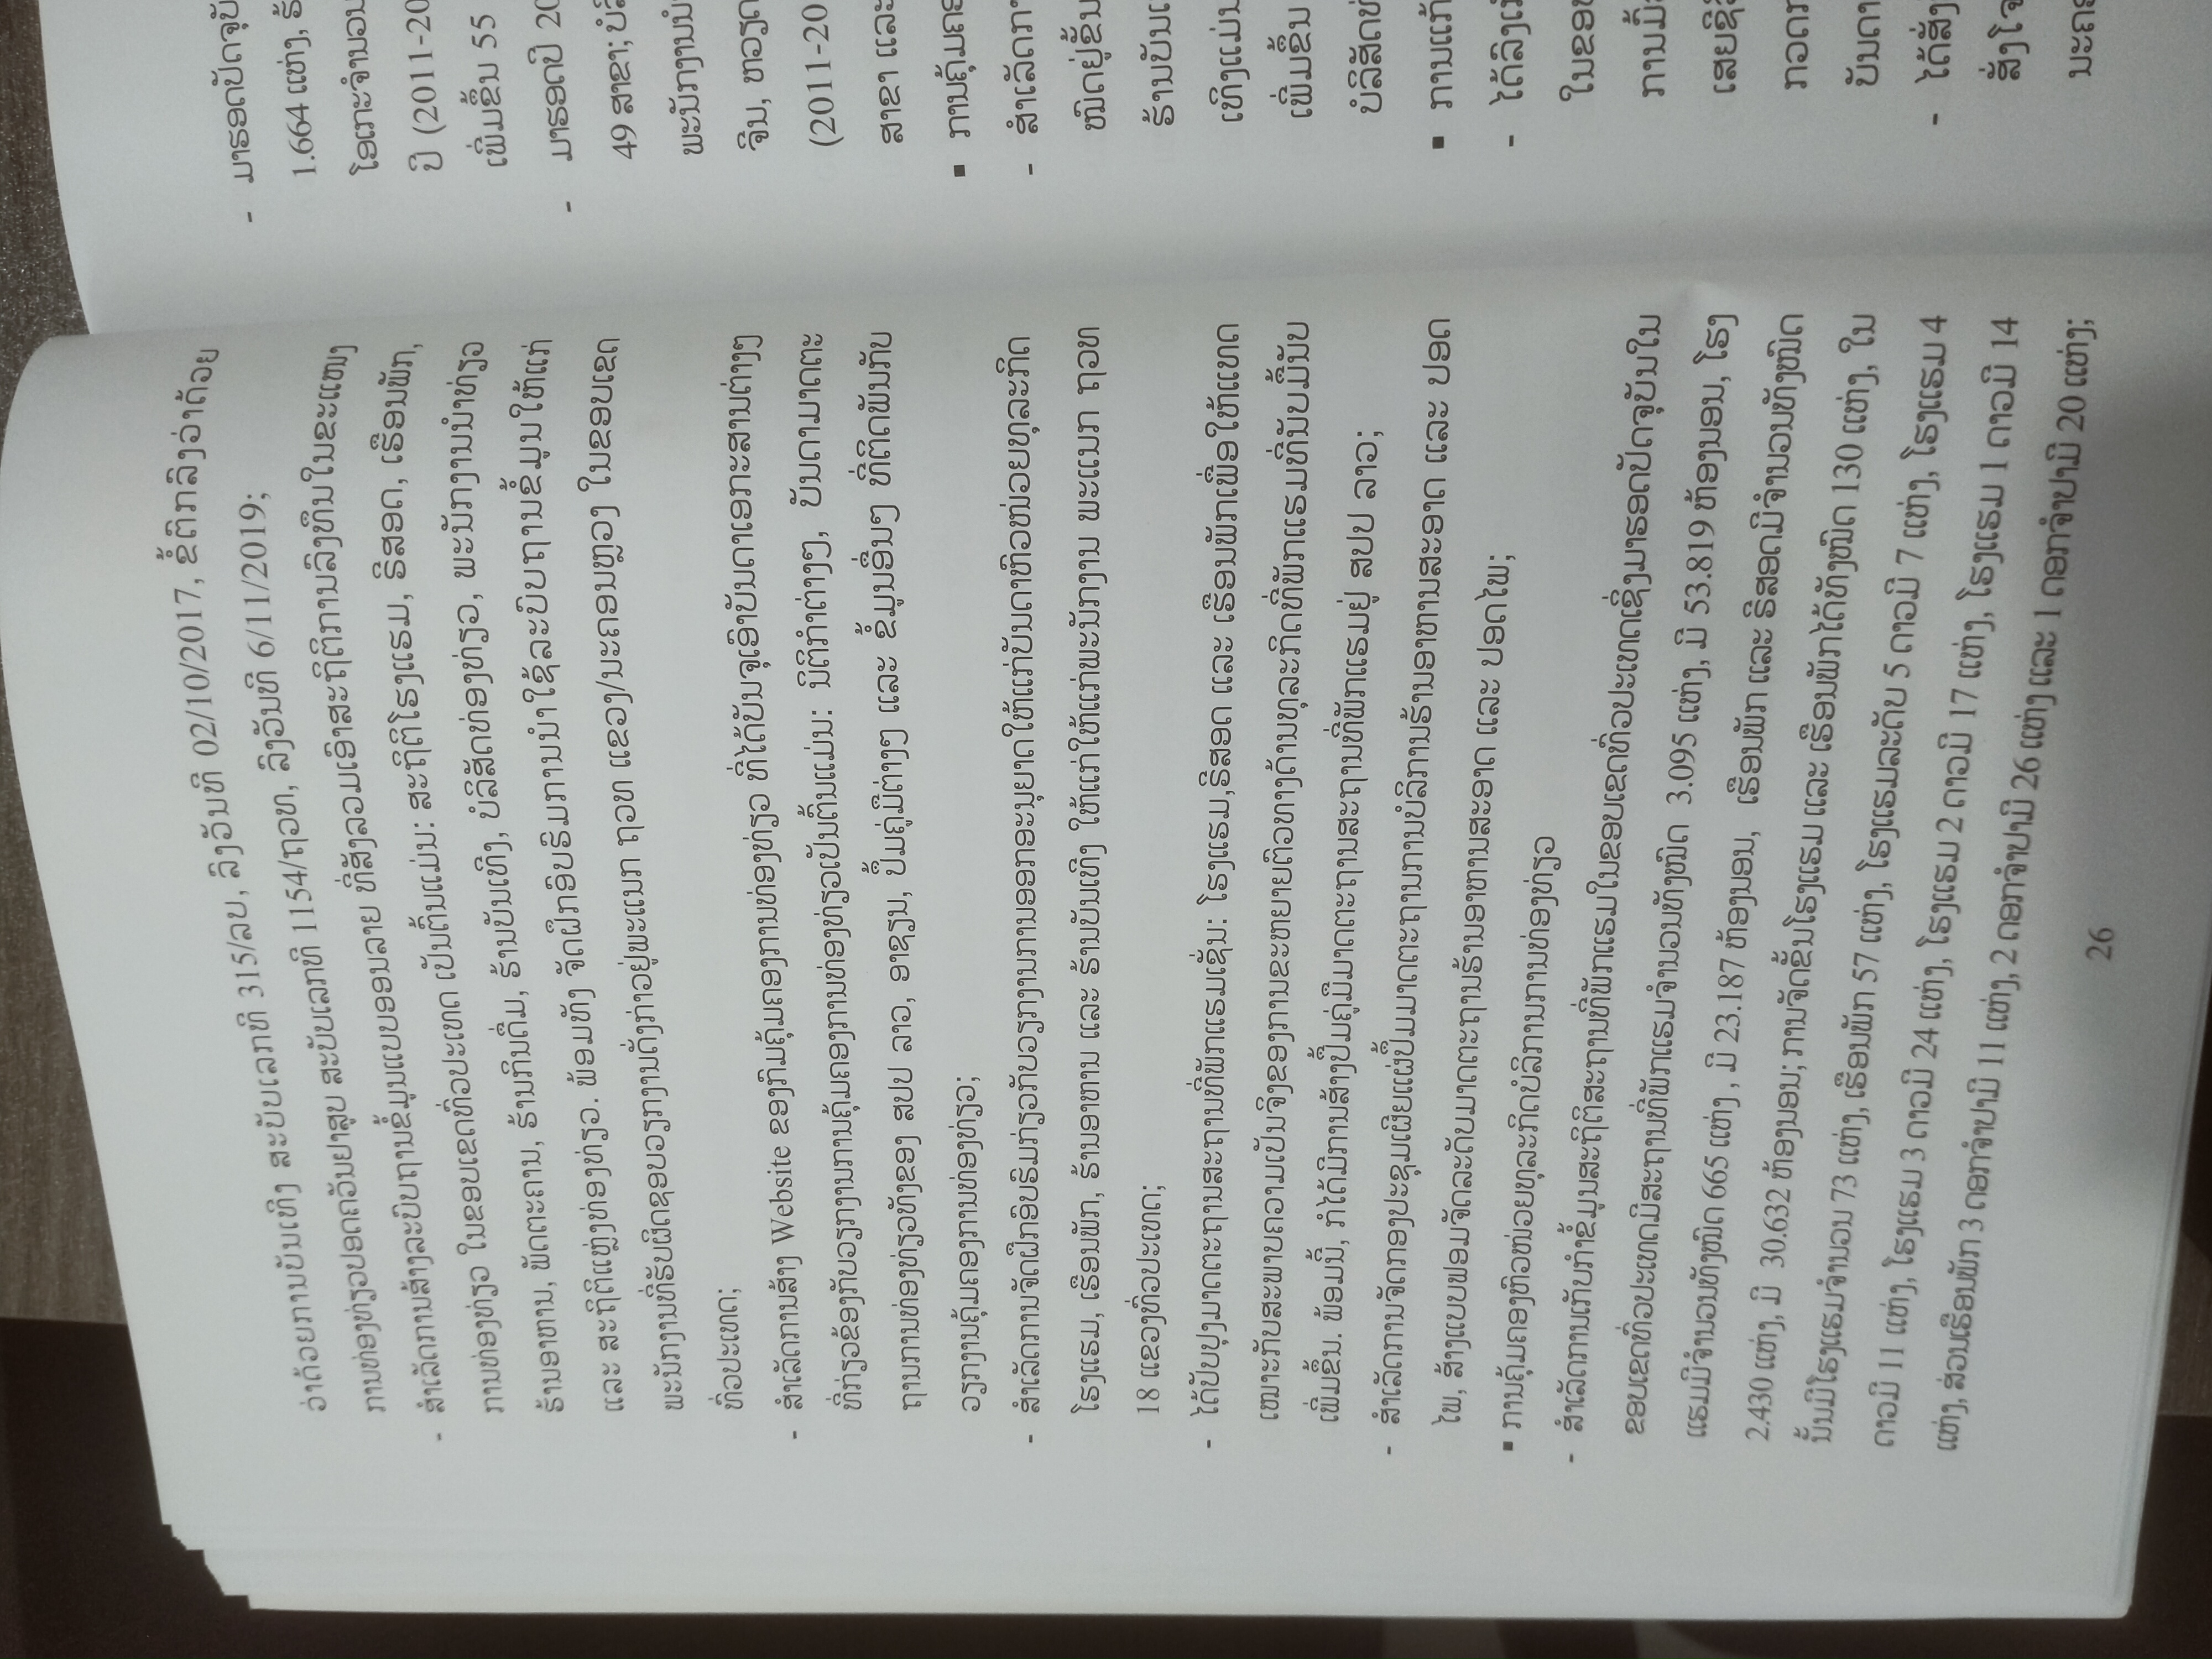 ວ່າດ້ວຍການບັນເທີງ ສະບັບເລກທີ 315/ລບ, ລົງວັນທີ 02/10/2017, ຂໍ້ຕົກລົງວ່າດ້ວຍ
ການທ່ອງທ່ຽວປອດຄວັນຢາສູບ ສະບັບເລກທີ 1154/ຖວທ, ລົງວັນທີ 6/11/2019;
- ສໍາເລັດການສ້າງລະບົບຖານຂໍ້ມູນແບບອອນລາຍ ທີ່ສັງລວມເອົາສະຖິຕິການລົງທຶນໃນຂະແໜງ
ການທ່ອງທ່ຽວ ໃນຂອບເຂດທົ່ວປະເທດ ເປັນຕົ້ນແມ່ນ: ສະຖິຕິໂຮງແຮມ, ຣີສອດ, ເຮືອນພັກ,
ຮ້ານອາຫານ, ພັດຕະຄານ, ຮ້ານກິນດື່ມ, ຮ້ານບັນເທີງ, ບໍລິສັດທ່ອງທ່ຽວ, ພະນັກງານນໍາທ່ຽວ
ແລະ ສະຖິຕິແຫຼ່ງທ່ອງທ່ຽວ. ພ້ອມທັງ ຈັດຝຶກອົບຮົມການນໍາໃຊ້ລະບົບຖານຂໍ້ມູນໃຫ້ແກ່
ພະນັກງານທີ່ຮັບຜິດຊອບວຽກງານດັ່ງກ່າວຢູ່ພະແນກ ຖວທ ແຂວງ/ນະຄອນຫຼວງ ໃນຂອບເຂດ
ທົ່ວປະເທດ;
- ສໍາເລັດການສ້າງ Website ຂອງກົມຄຸ້ມຄອງການທ່ອງທ່ຽວ ທີ່ໄດ້ບັນຈຸເອົາບັນດາເອກະສານຕ່າງໆ
ທີ່ກ່ຽວຂ້ອງກັບວຽກງານຄຸ້ມຄອງການທ່ອງທ່ຽວເປັນຕົ້ນແມ່ນ: ນິຕິກໍາຕ່າງໆ, ບັນດາມາດຕະ
ຖານການທ່ອງທ່ຽວທັງຂອງ ສປປ ລາວ, ອາຊຽນ, ປຶ້ມຄູ່ມືຕ່າງໆ ແລະ ຂໍ້ມູນອື່ນໆ ທີ່ຕິດພັນກັບ
ວຽກງານຄຸ້ມຄອງການທ່ອງທ່ຽວ;
- ສໍາເລັດການຈັດຝຶກອົບຮົມກ່ຽວກັບວຽກງານການອອກອະນຸຍາດໃຫ້ແກ່ບັນດາຫົວໜ່ວຍທຸລະກິດ
ໂຮງແຮມ, ເຮືອນພັກ, ຮ້ານອາຫານ ແລະ ຮ້ານບັນເທີງ ໃຫ້ແກ່ໃຫ້ແກ່ພະນັກງານ ພະແນກ ຖວທ
18 ແຂວງທົ່ວປະເທດ;
- ໄດ້ປັບປຸງມາດຕະຖານສະຖານທີ່ພັກແຮມເຊັ່ນ: ໂຮງແຮມ,ຣີສອດ ແລະ ເຮືອນພັກເພື່ອໃຫ້ແທດ
ເໝາະກັບສະພາບຄວາມເປັນຈິງຂອງການຂະຫຍາຍຕົວທາງດ້ານທຸລະກິດທີ່ພັກແຮມທີ່ນັບມື້ນັບ
ເພີ່ມຂຶ້ນ. ພ້ອມນີ້, ກໍໄດ້ມີການສ້າງປຶ້ມຄູ່ມືມາດຕະຖານສະຖານທີ່ພັກແຮມຢູ່ ສປປ ລາວ;
- ສໍາເລັດການຈັດກອງປະຊຸມເຜີຍແຜ່ປຶ້ມມາດຕະຖານການບໍລິການຮ້ານອາຫານສະອາດ ແລະ ປອດ
ໄພ, ສ້າງແບບຟອມຈັດລະດັບມາດຕະຖານຮ້ານອາຫານສະອາດ ແລະ ປອດໄພ;
▪ ການຄຸ້ມຄອງຫົວໜ່ວຍທຸລະກິດບໍລິການການທ່ອງທ່ຽວ
- ສໍາເລັດການເກັບກໍາຂໍ້ມູນສະຖິຕິສະຖານທີ່ພັກແຮມໃນຂອບເຂດທົ່ວປະເທດເຊິ່ງມາຮອດປັດຈຸບັນໃນ
ຂອບເຂດທົ່ວປະເທດມີສະຖານທີ່ພັກແຮມຈໍານວນທັງໝົດ 3.095 ແຫ່ງ, ມີ 53.819 ຫ້ອງນອນ, ໂຮງ
ແຮມມີຈໍານວນທັງໝົດ 665 ແຫ່ງ , ມີ 23.187 ຫ້ອງນອນ, ເຮືອນພັກ ແລະ ຣີສອດມີຈໍານວນທັງໝົດ
2.430 ແຫ່ງ, ມີ 30.632 ຫ້ອງນອນ; ການຈັດຂັ້ນໂຮງແຮມ ແລະ ເຮືອນພັກໄດ້ທັງໝົດ 130 ແຫ່ງ, ໃນ
ນັ້ນມີໂຮງແຮມຈໍານວນ 73 ແຫ່ງ, ເຮືອນພັກ 57 ແຫ່ງ, ໂຮງແຮມລະດັບ 5 ດາວມີ 7 ແຫ່ງ, ໂຮງແຮມ 4
ດາວມີ 11 ແຫ່ງ, ໂຮງແຮມ 3 ດາວມີ 24 ແຫ່ງ, ໂຮງແຮມ 2 ດາວມີ 17 ແຫ່ງ, ໂຮງແຮມ 1 ດາວມີ 14
ແຫ່ງ, ສ່ວນເຮືອນພັກ 3 ດອກຈໍາປາມີ 11 ແຫ່ງ, 2 ດອກຈໍາປາມີ 26 ແຫ່ງ ແລະ 1 ດອກຈໍາປາມີ 20 ແຫ່ງ;
26
- ມາຮອດປັດຈຸບັ
1.664 ແຫ່ງ, ຮ້
ໂອເກະຈໍານວນ
ປີ (2011-20
ເພີ່ມຂຶ້ນ 55
- ມາຮອດປີ 20
49 ສາຂາ; ບໍລິ
ພະນັກງານນໍາ
ຈີນ, ຫວຽດ
(2011-20
ສາຂາ ແລະ
▪ ການຄຸ້ມຄອ
- ສໍາເລັດກາ
ໝົດຢູ່ຂັ້ນ
ຮ້ານບັນເ
ເທີງແມ່ນ
ເພີ່ມຂຶ້ນ
ບໍລິສັດທ່
▪ ການແກ້
- ໄດ້ລົງເກັ
ໃນຂອບ
ການມົ້ວ
ເສຍຊີວິ
ກວດກ
ບັນດາ
- ໄດ້ສັ່ງ
ສັ່ງໂຈ
ນະຄອ